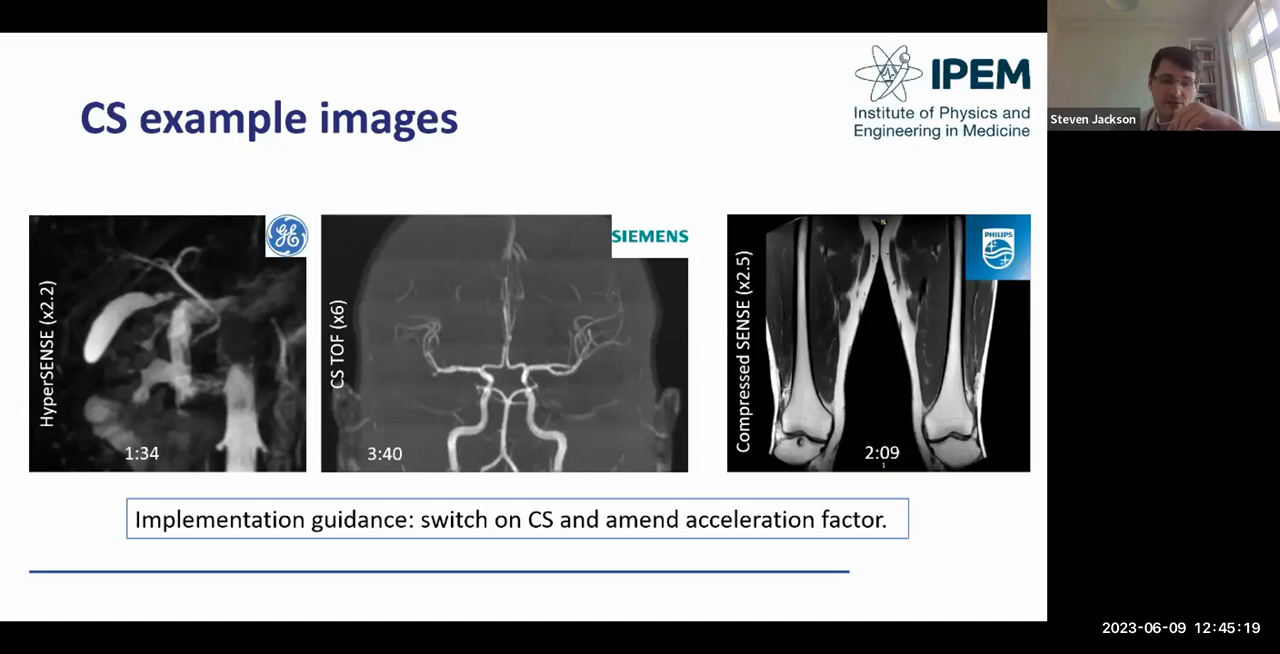 CS example images
IPEM
Institute of Physics and
Engineering in Medicine
Steven Jackson
HyperSENSE (x2.2)
GE
1:34
CS TOF (x6)
SIEMENS
3:40
Compressed SENSE (x2.5)
S
PHILIPS
2:09
1
Implementation guidance: switch on CS and amend acceleration factor.
2023-06-09 12:45:19